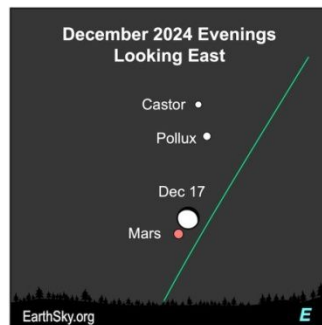 December 2024 Evenings
Looking East
Castor
Pollux
Dec 17
Mars
EarthSky.org
E